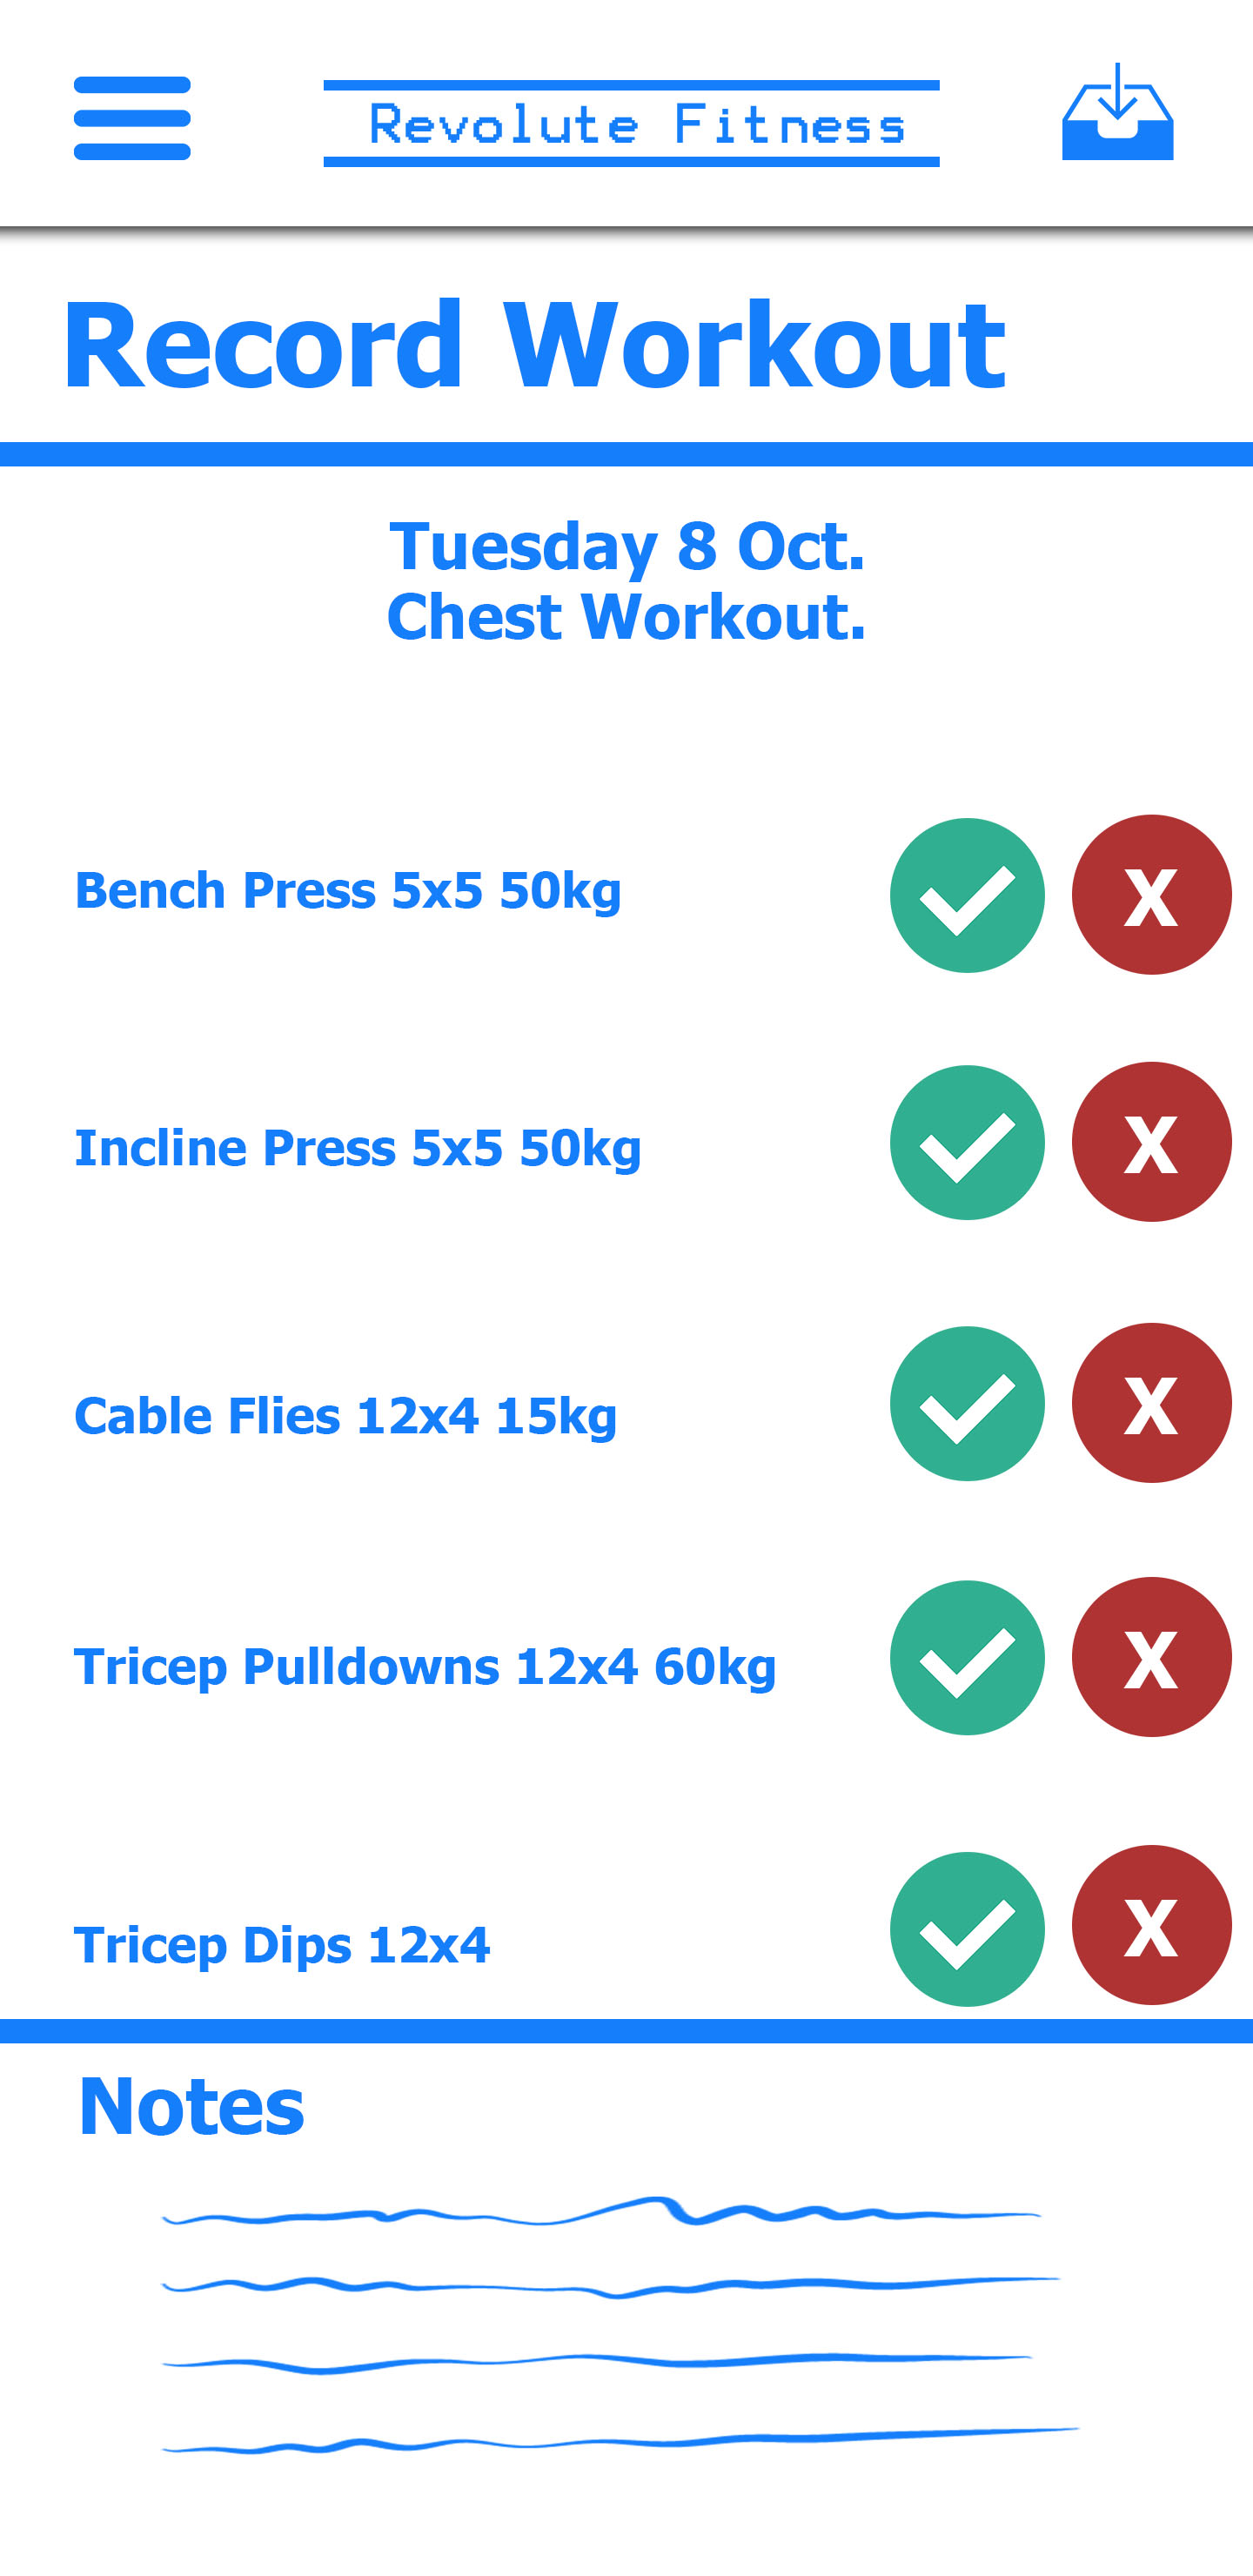 Revolute Fitness
Record Workout
Tuesday 8 Oct.
Chest Workout.
Bench Press 5x5 50kg
X
Incline Press 5x5 50kg
X
Cable Flies 12x4 15kg
X
Tricep Pulldowns 12x4 60kg
X
Tricep Dips 12x4
X
Notes